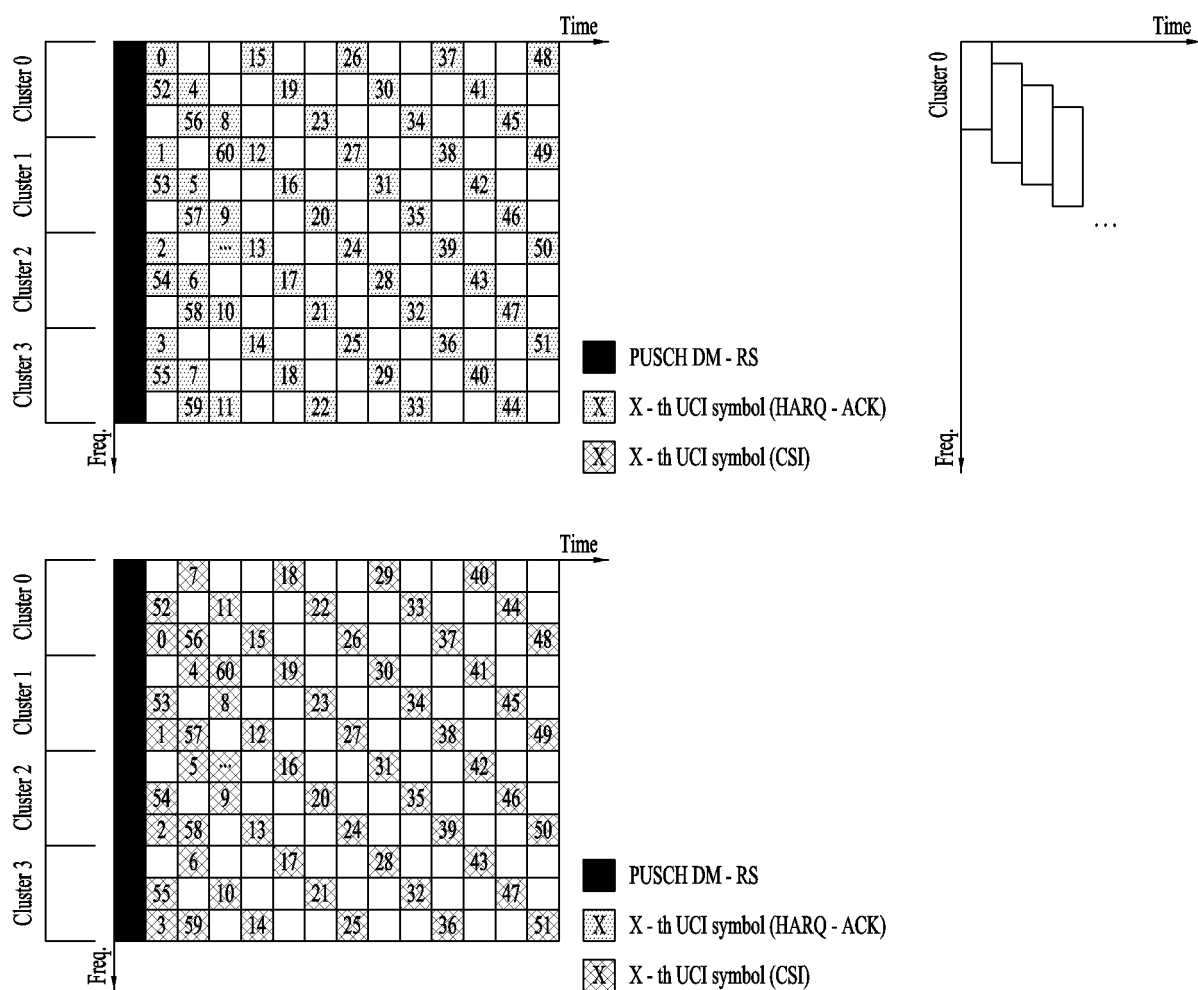 Time
Cluster 0
Cluster 1
Cluster 2
Cluster 3
0 15 26 37 48
52 4 19 30 41
56 8 23 34 45
1 60 12 27 38 49
53 5 16 31 42
57 9 20 35 46
2 ... 13 24 39 50
54 6 17 28 43
58 10 21 32 47
3 14 25 36 51
55 7 18 29 40
59 11 22 33 44
Freq.
PUSCH DM - RS
X X - th UCI symbol (HARQ - ACK)
X X - th UCI symbol (CSI)
Time
Cluster 0
...
Freq.
Time
Cluster 0
Cluster 1
Cluster 2
Cluster 3
7 18 29 40
52 11 22 33 44
0 56 15 26 37 48
4 60 19 30 41
53 8 23 34 45
1 57 12 27 38 49
5 ... 16 31 42
54 9 20 35 46
2 58 13 24 39 50
6 17 28 43
55 10 21 32 47
3 59 14 25 36 51
Freq.
PUSCH DM - RS
X X - th UCI symbol (HARQ - ACK)
X X - th UCI symbol (CSI)